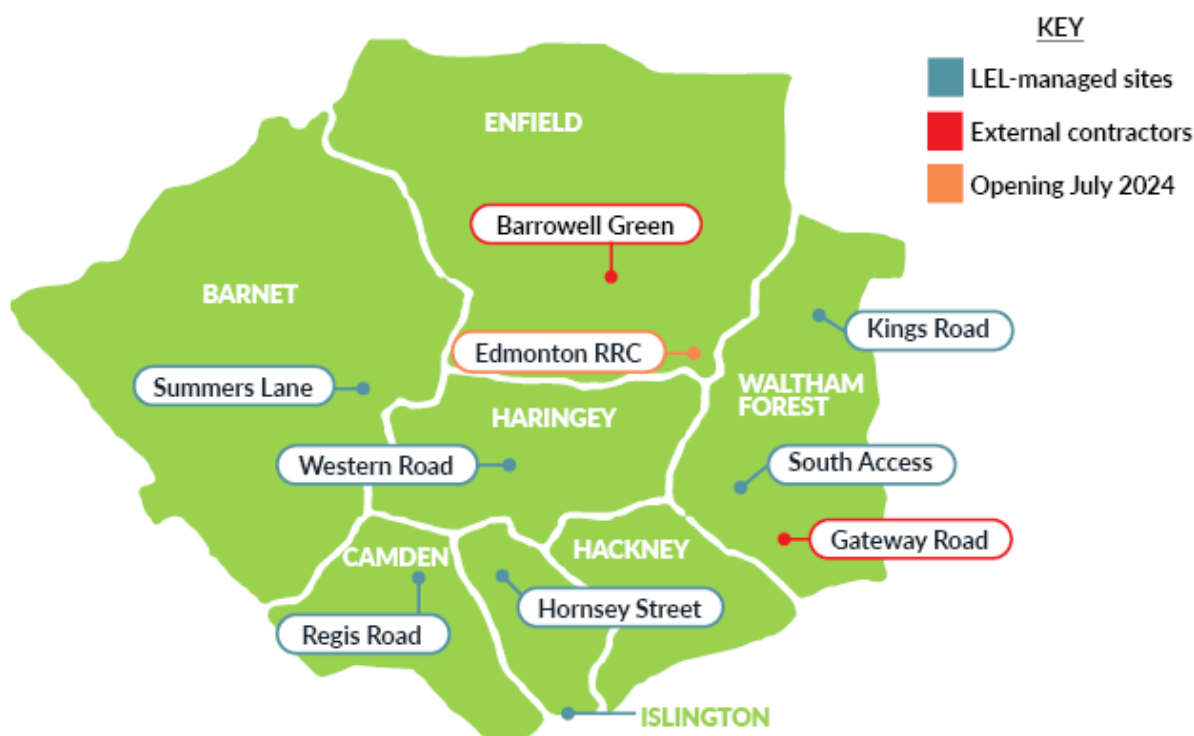 KEY
LEL-managed sites
External contractors
Opening July 2024
ENFIELD
Barrowell Green
BARNET
Kings Road
Edmonton RRC
Summers Lane
WALTHAM
FOREST
HARINGEY
Western Road
South Access
Gateway Road
CAMDEN
HACKNEY
Hornsey Street
Regis Road
ISLINGTON